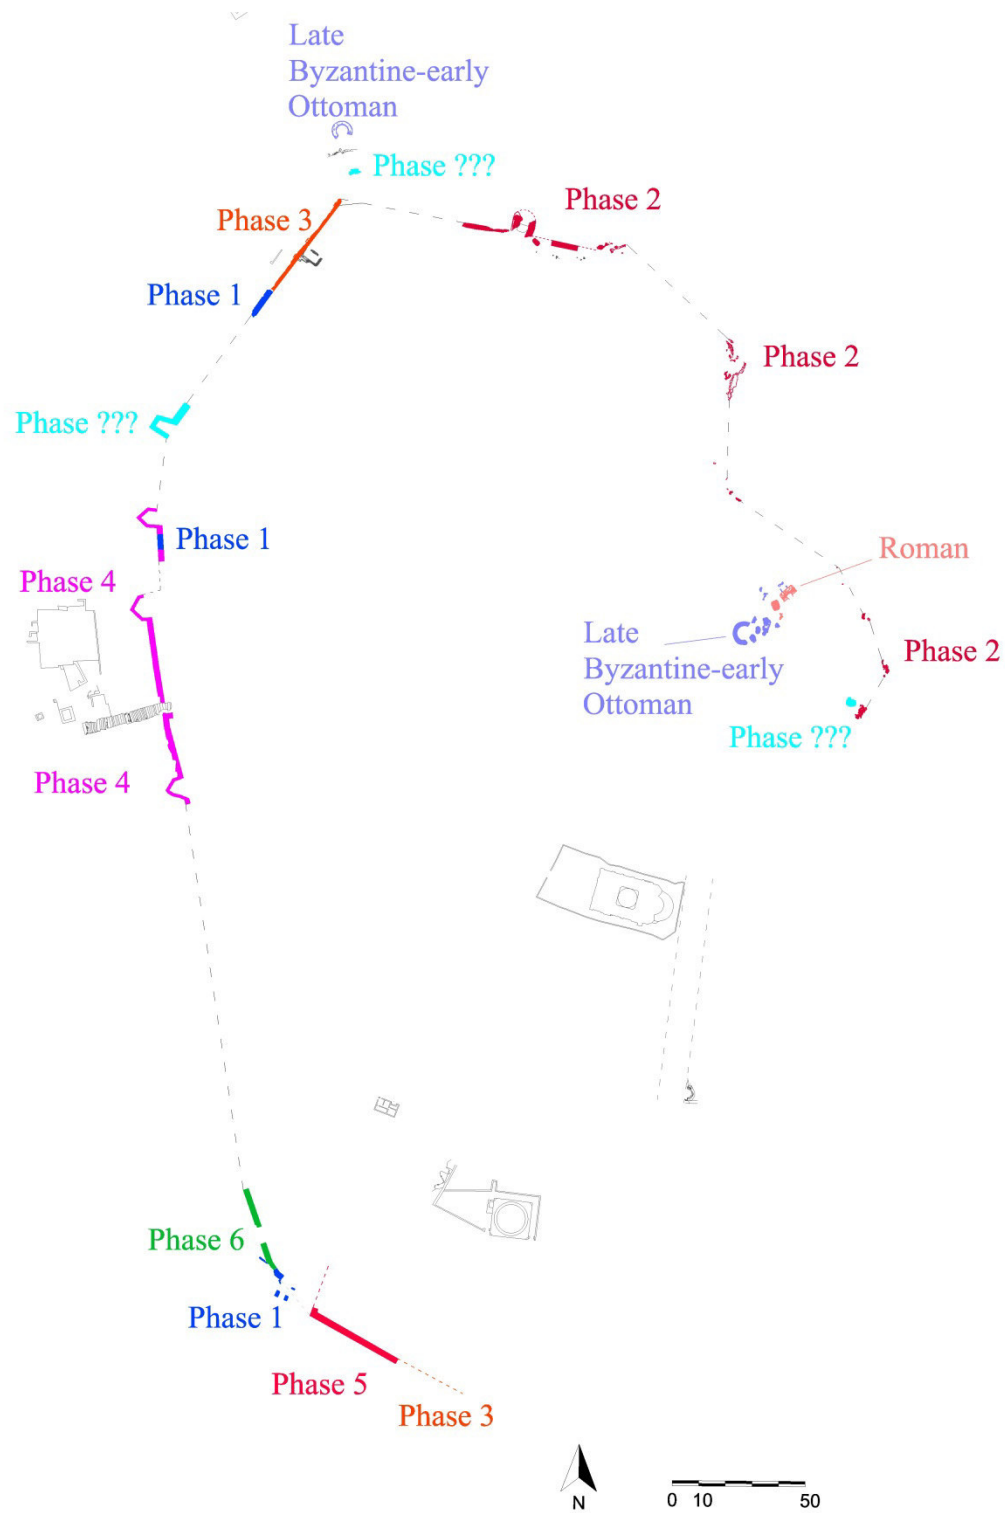 Late
Byzantine-early
Ottoman
Phase ???
Phase 2
Phase 3
Phase 1
Phase 2
Phase ???
Phase 1
Roman
Phase 4
Late
Byzantine-early
Ottoman
Phase 2
Phase ???
Phase 4
Phase 6
Phase 1
Phase 5
Phase 3
N
0 10 50